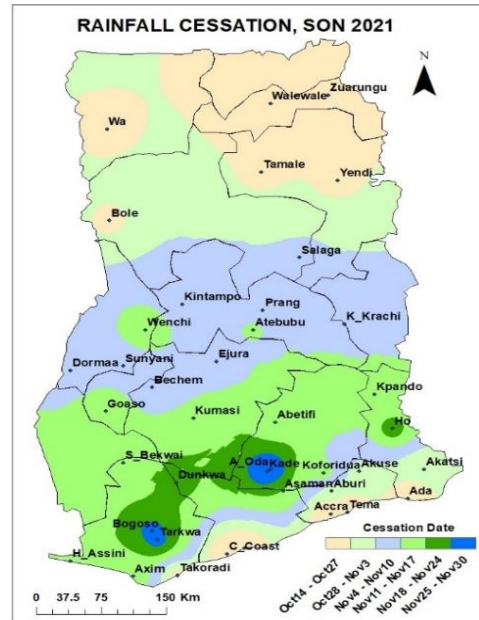 RAINFALL CESSATION, SON 2021
N
Zuarungu
Walewale
Wa
Tamale
Yendi
Bole
Salaga
Kintampo
Prang
K_Krachi
Wenchi
Atebubu
Sunyani
Dormaa
Ejura
Bechem
Kpando
Goaso
Kumasi
Abetifi
Ho
S_Bekwai
A_Oda
Kade
Koforidua
Akuse
Akatsi
Dunkwa
Asaman
Aburi
Ada
Accra
Tema
Bogoso
Tarkwa
C_Coast
H_Assini
Axim
Takoradi
Cessation Date
Oct14 - Oct27
Oct28 - Nov3
Nov4 - Nov10
Nov11 - Nov17
Nov18 - Nov24
Nov25 - Nov30
0 37.5 75 150 Km